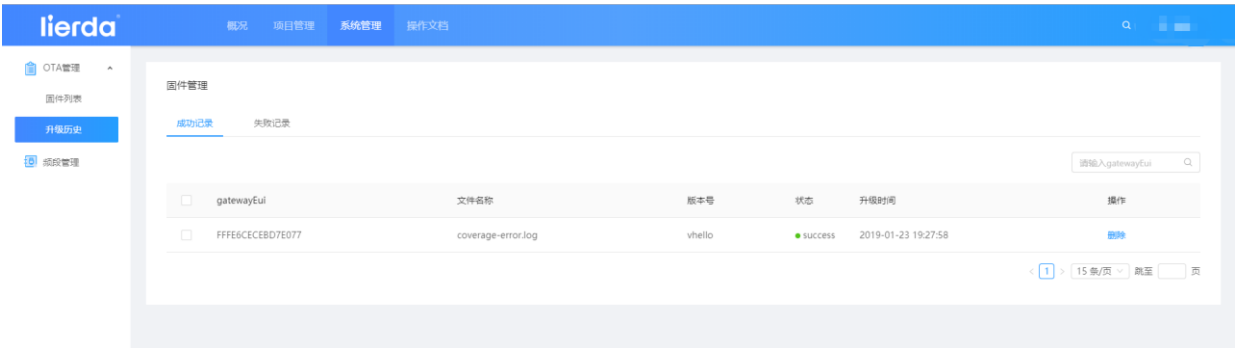 lierda
概况 项目管理 系统管理 操作文档
OTA管理
固件列表
升级历史
频段管理
固件管理
成功记录 失败记录
请输入gatewayEui
gatewayEui 文件名称 版本号 状态 升级时间 操作
FFFE6CECEBD7E077 coverage-error.log vhello success 2019-01-23 19:27:58 删除
< 1 > 15 条/页 跳至 页